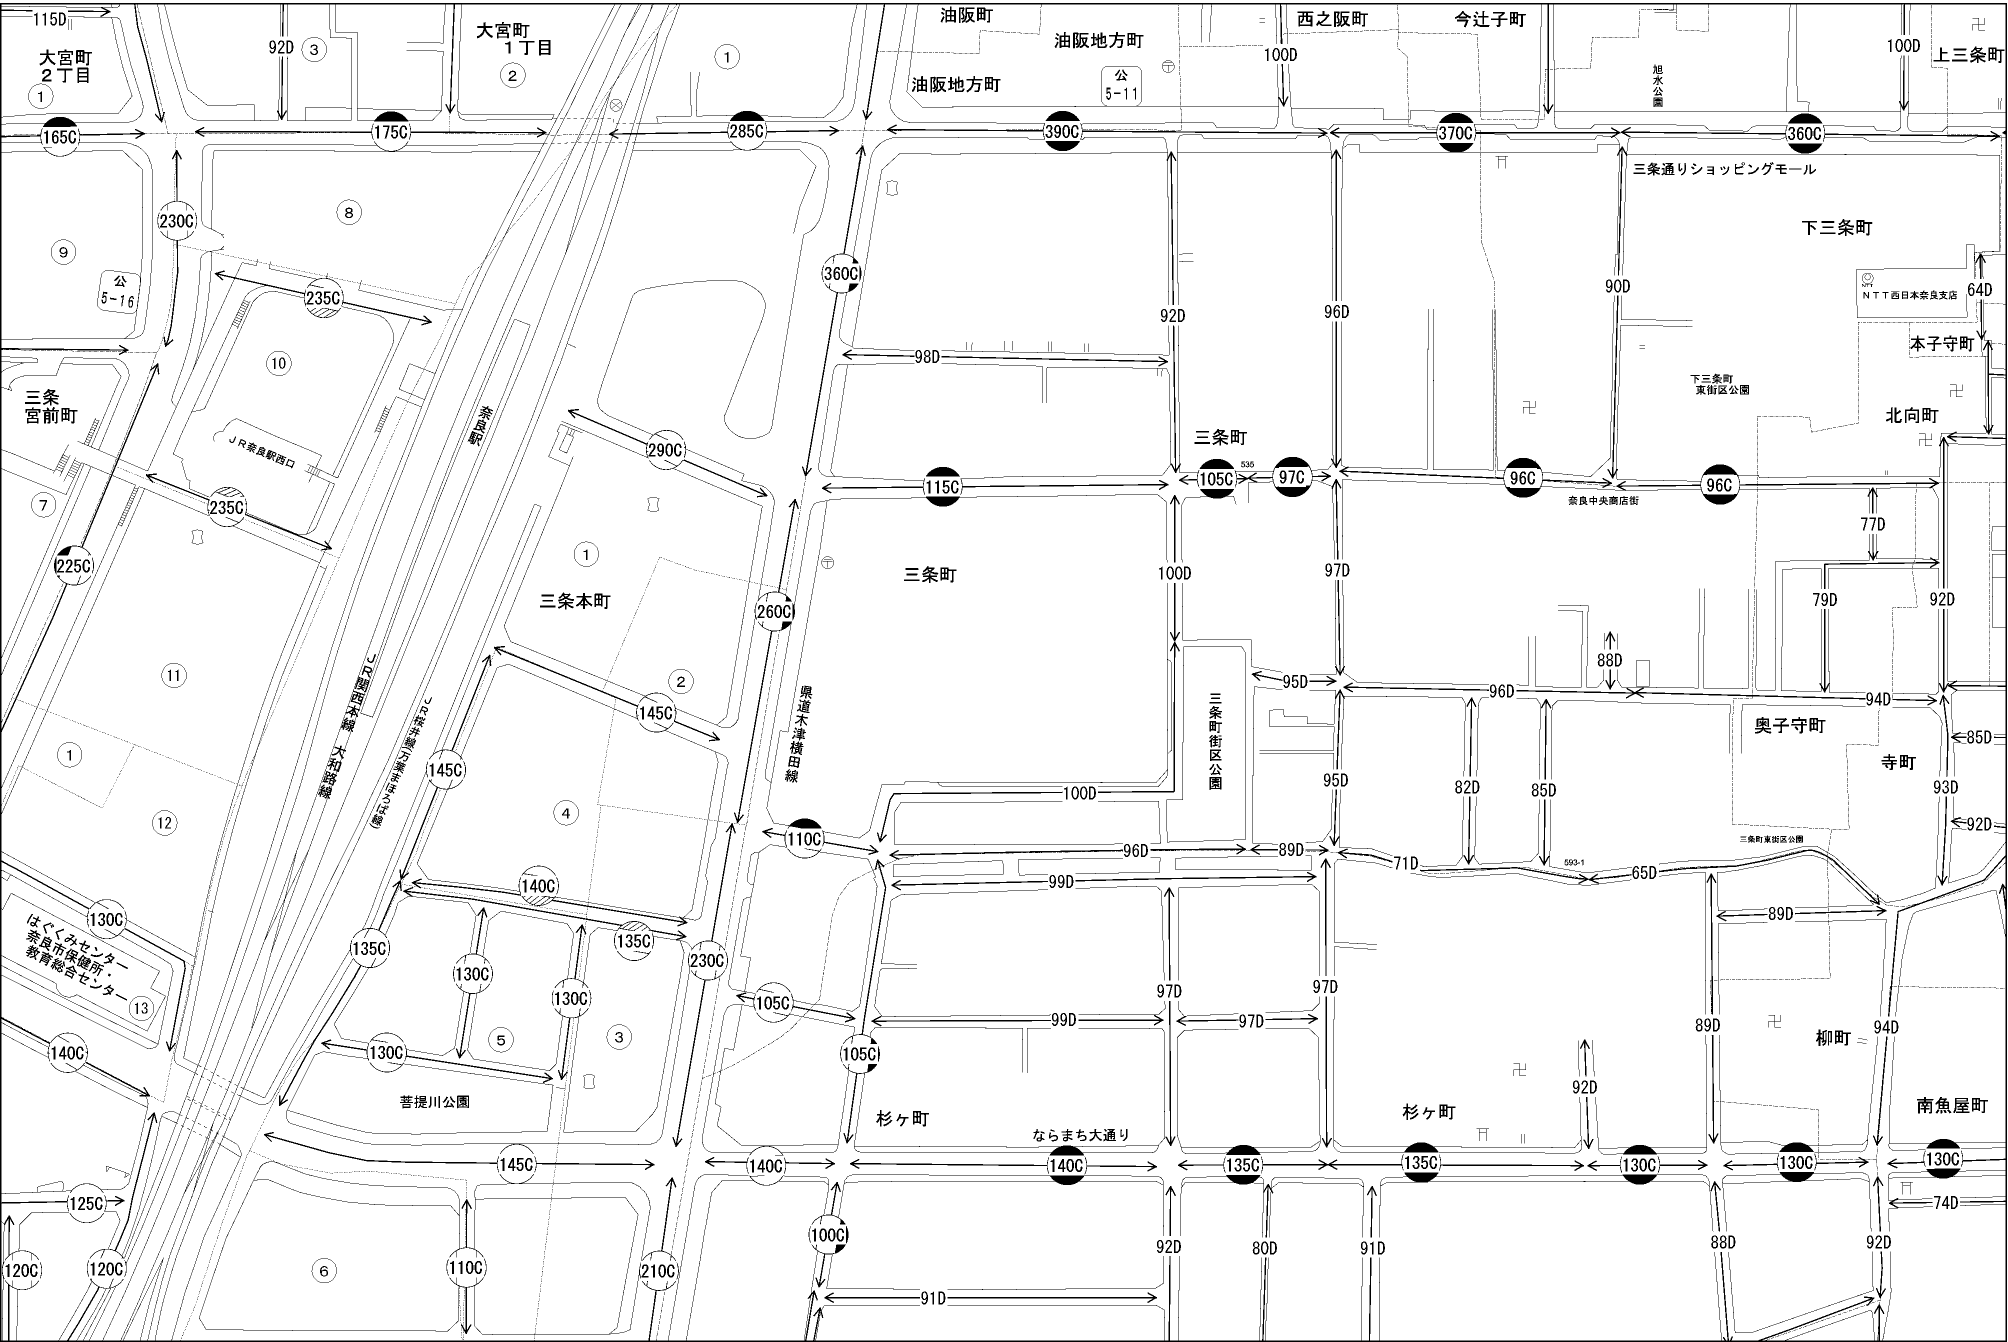 115D
大宮町
2丁目
1
92D
3
大宮町
1丁目
2
1
油阪町
油阪地方町
油阪地方町
公
5-11
西之阪町
今辻子町
100D
旭水公園
100D
上三条町
165C
175C
285C
390C
370C
360C
三条通りショッピングモール
230C
8
9
公
5-16
235C
360C
92D
96D
90D
下三条町
NTT
NTT西日本奈良支店
64D
本子守町
98D
10
三条
宮前町
JR奈良駅西口
奈良駅
290C
下三条町
東街区公園
北向町
三条町
535
7
235C
115C
105C
97C
96C
奈良中央商店街
96C
77D
225C
1
三条本町
三条町
100D
97D
79D
92D
260C
11
2
88D
95D
96D
94D
145C
県道木津横田線
三条町街区公園
奥子守町
JR関西本線 大和路線
JR桜井線(万葉まほろば線)
1
145C
95D
82D
85D
寺町
85D
93D
12
4
100D
110C
96D
89D
92D
三条町東街区公園
71D
593-1
65D
140C
99D
130C
はぐくみセンター
奈良市保健所・
教育総合センター
13
135C
135C
89D
230C
130C
130C
105C
97D
97D
99D
97D
89D
94D
5
3
柳町
140C
130C
105C
92D
菩提川公園
杉ヶ町
ならまち大通り
杉ヶ町
南魚屋町
145C
140C
140C
135C
135C
130C
130C
130C
125C
74D
100C
120C
120C
6
110C
210C
92D
80D
91D
88D
92D
91D